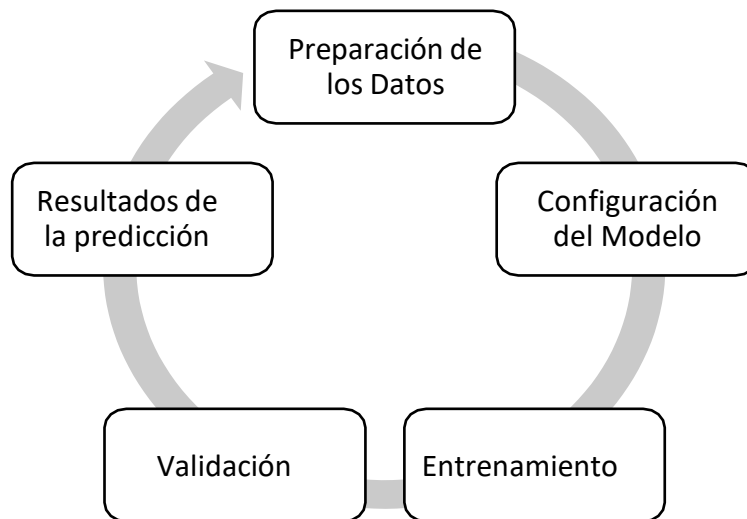 Preparación de
los Datos
Configuración
del Modelo
Entrenamiento
Validación
Resultados de
la predicción